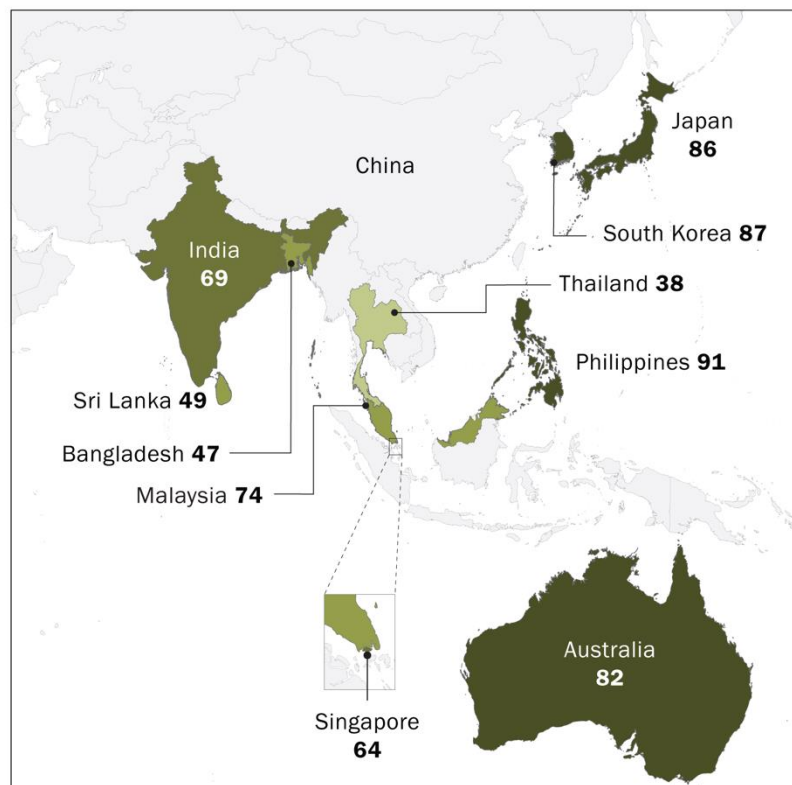 Japan
86
China
South Korea 87
India
69
Thailand 38
Philippines 91
Sri Lanka 49
Bangladesh 47
Malaysia 74
Australia
82
Singapore
64